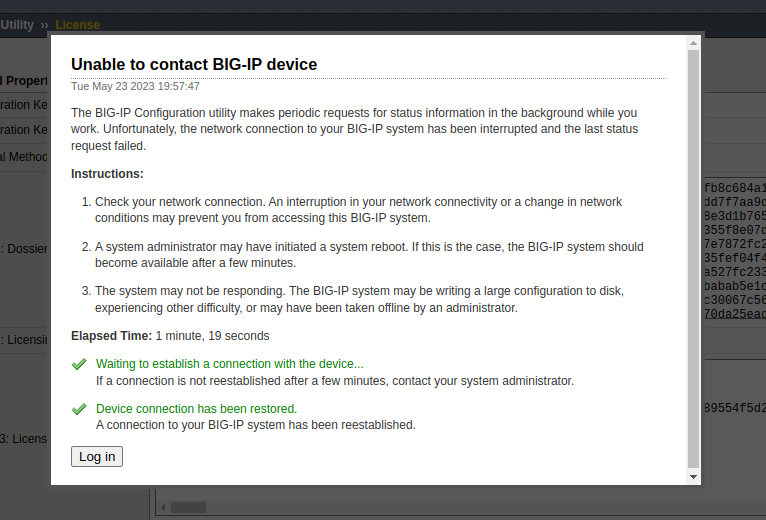 Utility ›› License
Unable to contact BIG-IP device
Tue May 23 2023 19:57:47
The BIG-IP Configuration utility makes periodic requests for status information in the background while you
work. Unfortunately, the network connection to your BIG-IP system has been interrupted and the last status
request failed.
Instructions:
1. Check your network connection. An interruption in your network connectivity or a change in network
conditions may prevent you from accessing this BIG-IP system.
2. A system administrator may have initiated a system reboot. If this is the case, the BIG-IP system should
become available after a few minutes.
3. The system may not be responding. The BIG-IP system may be writing a large configuration to disk,
experiencing other difficulty, or may have been taken offline by an administrator.
Elapsed Time: 1 minute, 19 seconds
Waiting to establish a connection with the device...
If a connection is not reestablished after a few minutes, contact your system administrator.
Device connection has been restored.
A connection to your BIG-IP system has been reestablished.
Log in
l Propert
ration Ke
ration Ke
al Method
: Dossier
: Licensin
3: Licens
fb8c684a1
dd7f7aa9d
8e3d1b765
355f8e07d
7e7872fc2
35fef04f4
a527fc233
babab5e1c
c30067c56
70da25ead
89554f5d2